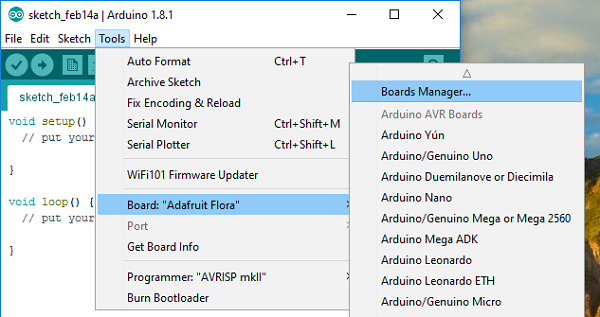 sketch_feb14a | Arduino 1.8.1
File Edit Sketch Tools Help
sketch_feb14a
void setup()
// put your
}
void loop() {
// put your
}
Auto Format Ctrl+T
Archive Sketch
Fix Encoding & Reload
Serial Monitor Ctrl+Shift+M
Serial Plotter Ctrl+Shift+L
WiFi101 Firmware Updater
Board: "Adafruit Flora"
Port
Get Board Info
Programmer: "AVRISP mkII"
Burn Bootloader
Boards Manager...
Arduino AVR Boards
Arduino Yún
Arduino/Genuino Uno
Arduino Duemilanove or Diecimila
Arduino Nano
Arduino/Genuino Mega or Mega 2560
Arduino Mega ADK
Arduino Leonardo
Arduino Leonardo ETH
Arduino/Genuino Micro